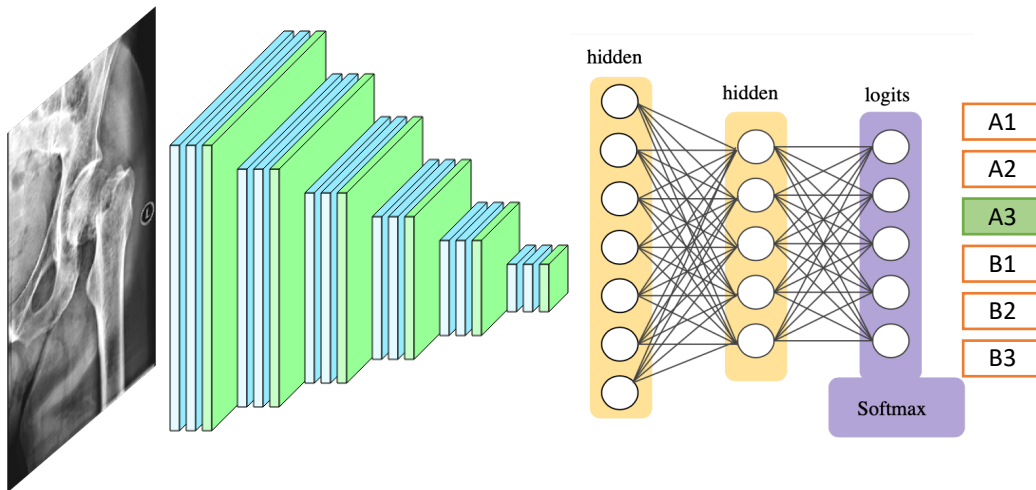 hidden
hidden
logits
Softmax
A1
A2
A3
B1
B2
B3
L